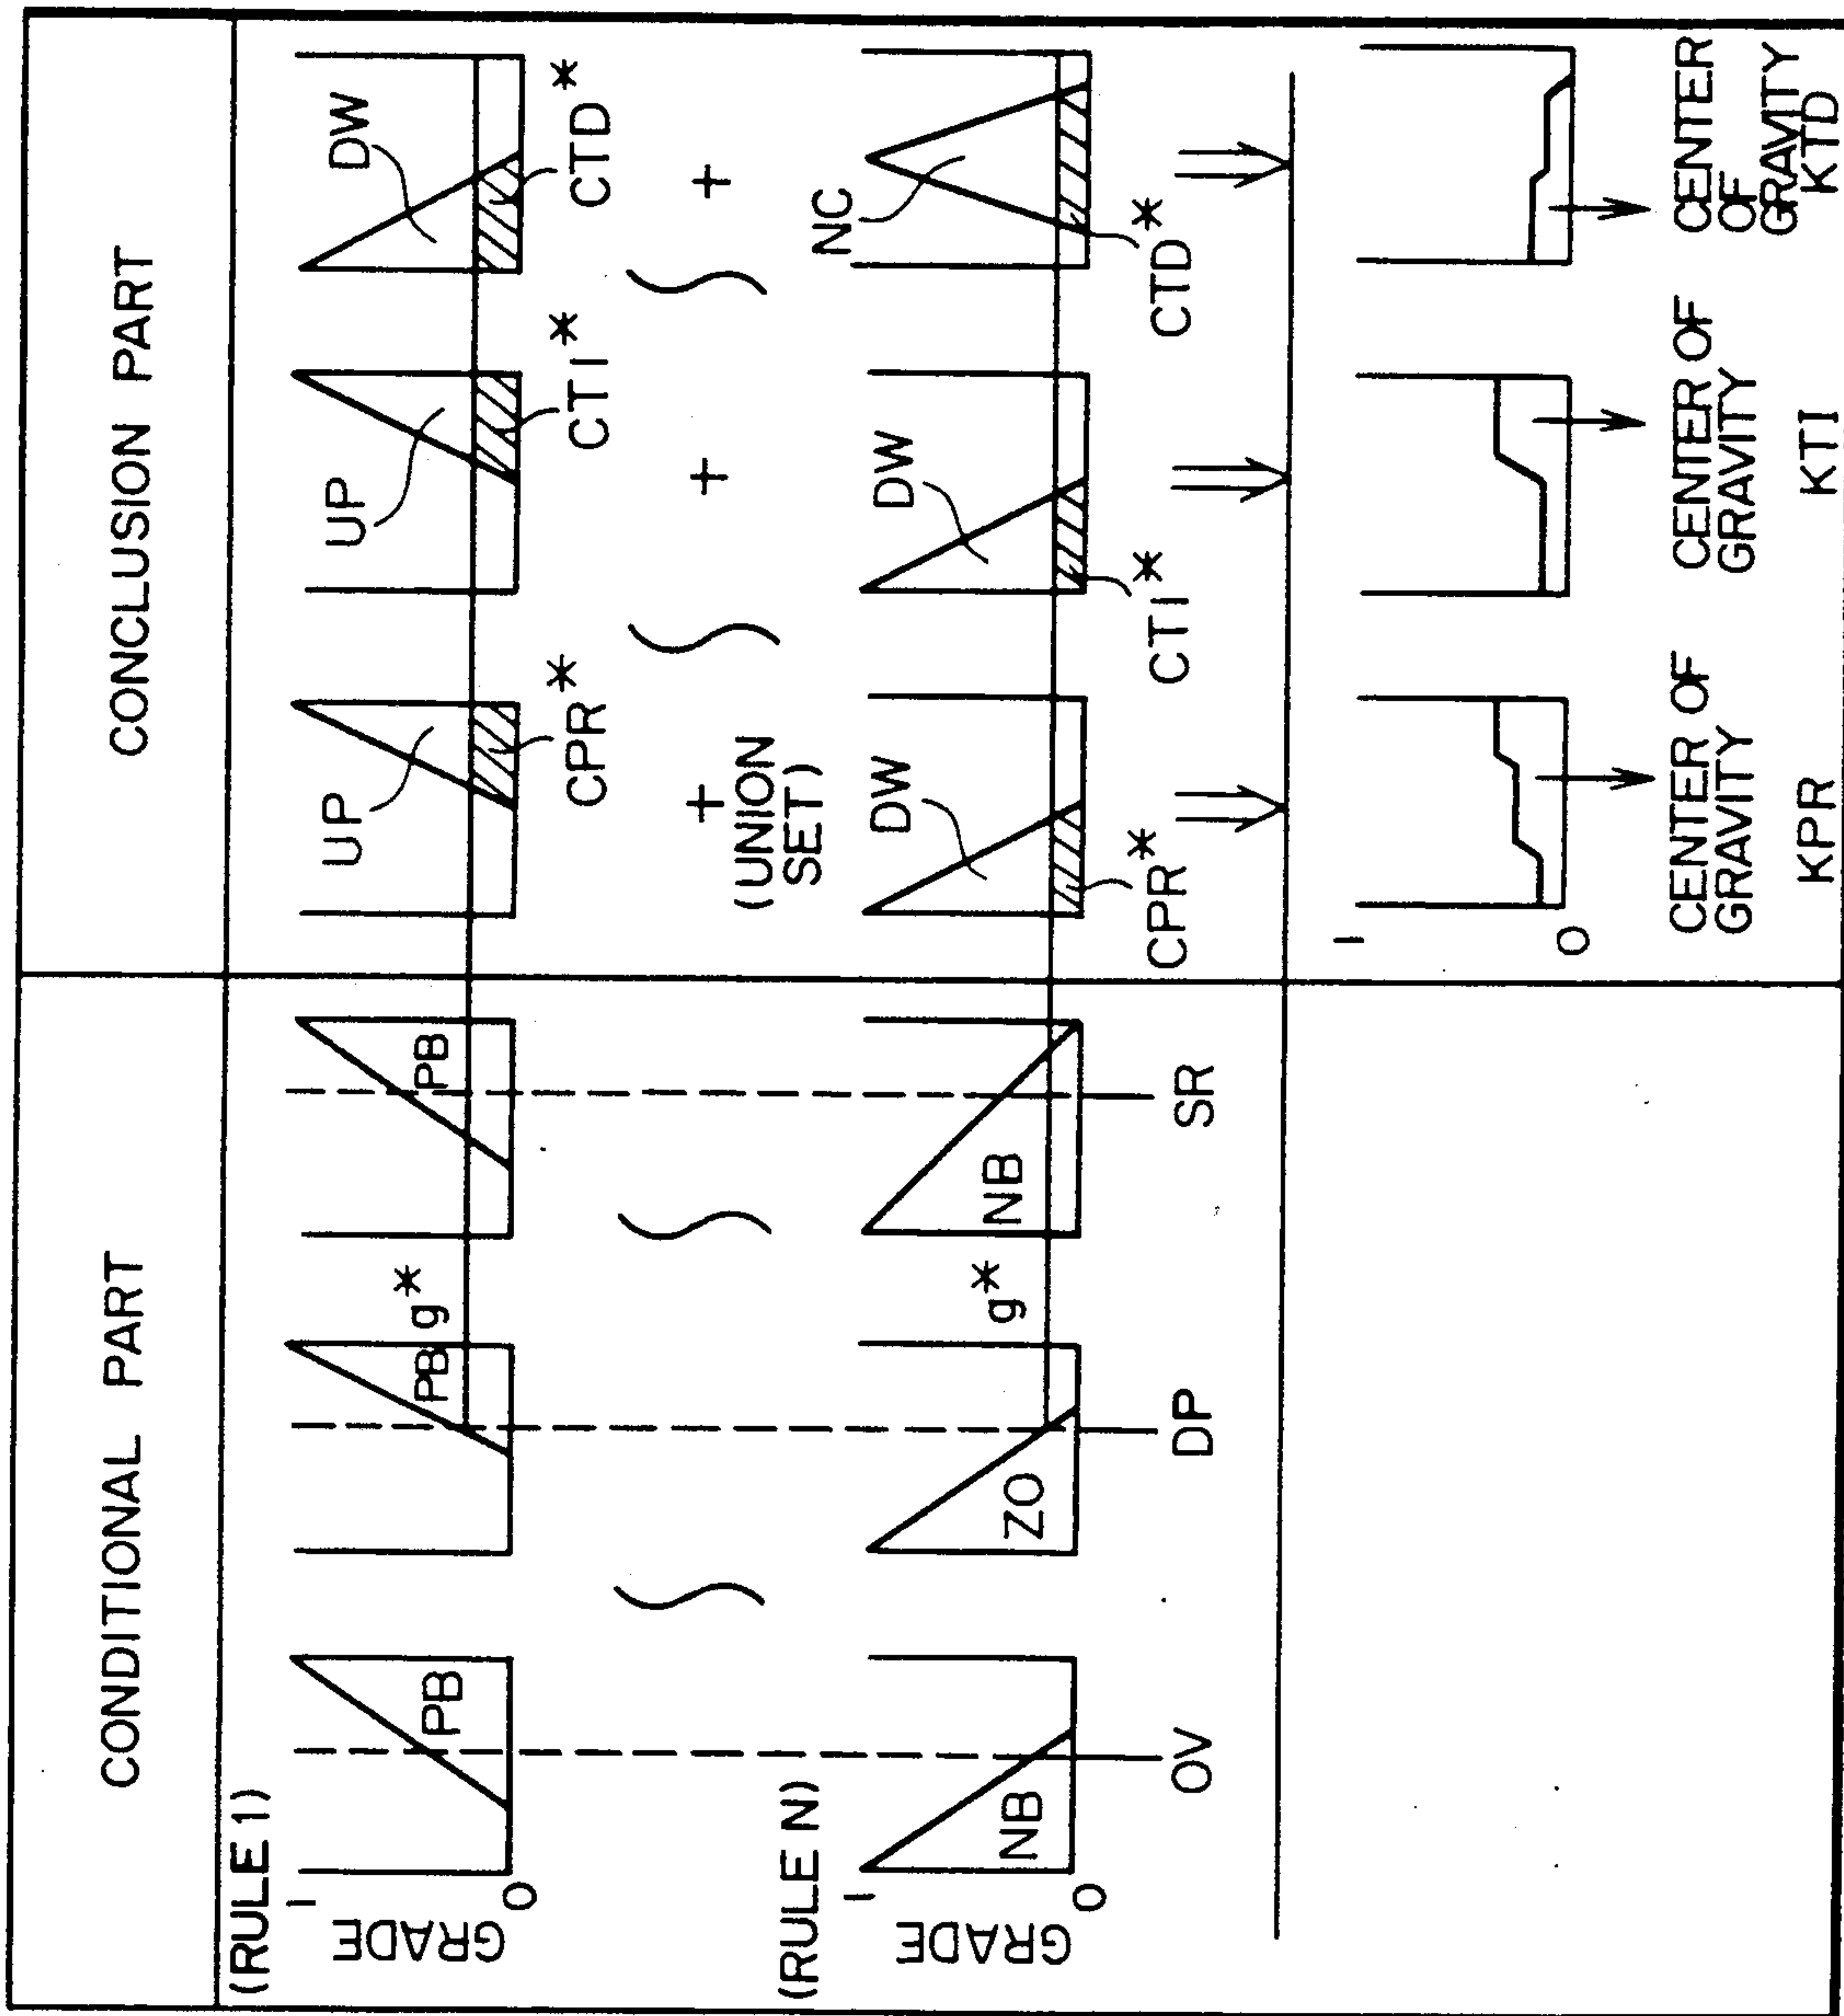 CONDITIONAL PART
CONCLUSION PART
(RULE 1)
GRADE
1
0
PB
PB
g*
PB
UP
CPR*
UP
CTI*
DW
CTD*
+
(UNION
SET)
+
+
(RULE N)
GRADE
1
0
NB
OV
ZO
DP
g*
NB
SR
DW
CPR*
DW
CTI*
NC
CTD*
1
0
CENTER OF
GRAVITY
KPR
CENTER OF
GRAVITY
KTI
CENTER
OF
GRAVITY
KTD